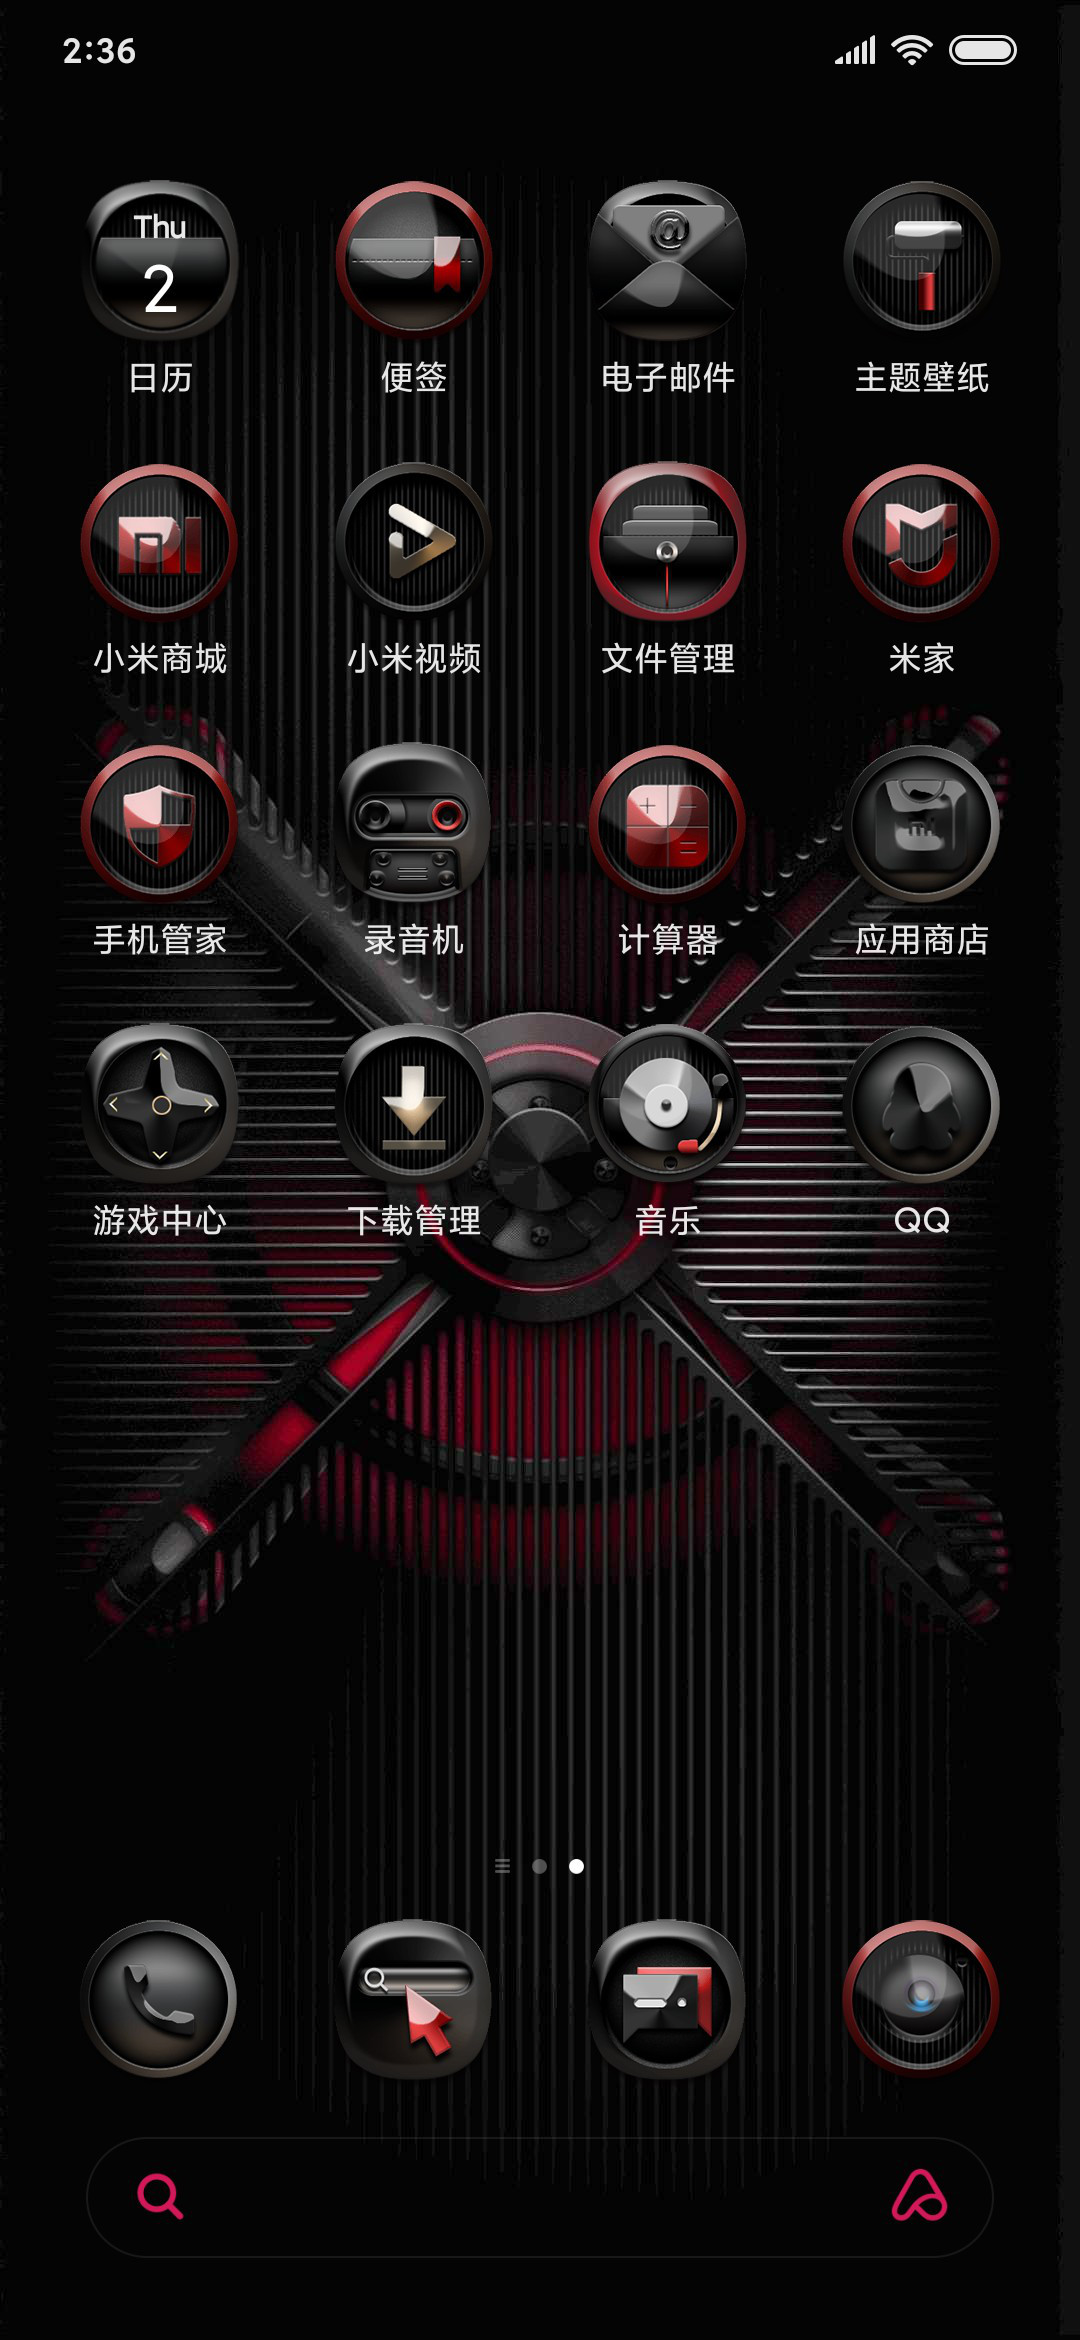 2:36
Thu
2
@
日历
便签
电子邮件
主题壁纸
小米商城
小米视频
文件管理
米家
手机管家
录音机
计算器
应用商店
游戏中心
下载管理
音乐
QQ